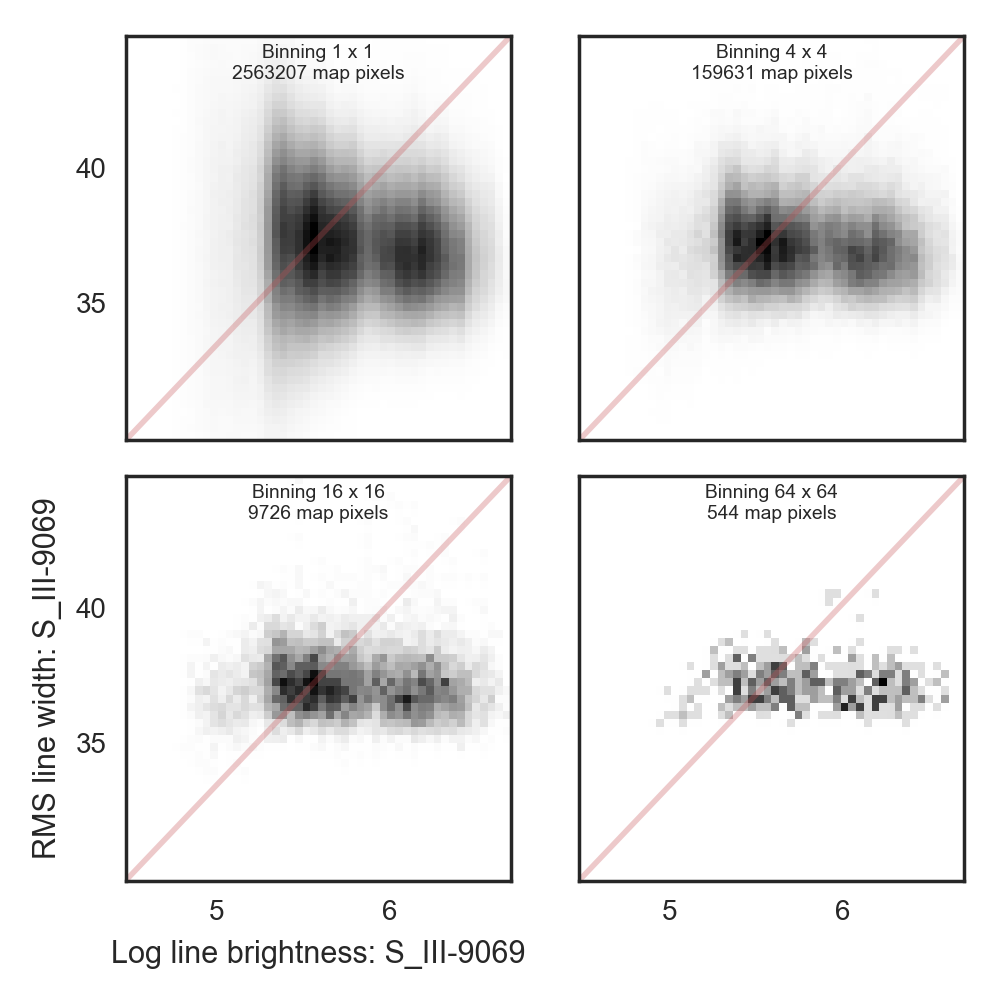 Binning 1 x 1
2563207 map pixels
Binning 4 x 4
159631 map pixels
40
35
Binning 16 x 16
9726 map pixels
Binning 64 x 64
544 map pixels
40
35
RMS line width: S_III-9069
5
6
5
6
Log line brightness: S_III-9069